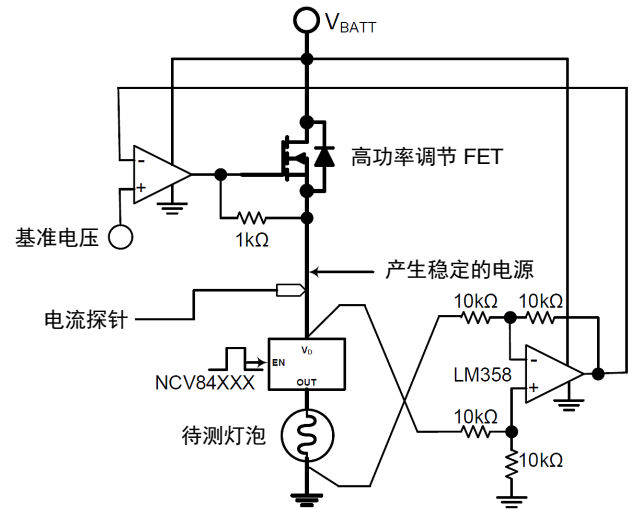 VBATT
高功率调节 FET
-
+
基准电压
1kΩ
产生稳定的电源
电流探针
10kΩ 10kΩ
VD
EN
OUT
NCV84XXX
LM358
-
+
待测灯泡
10kΩ
10kΩ